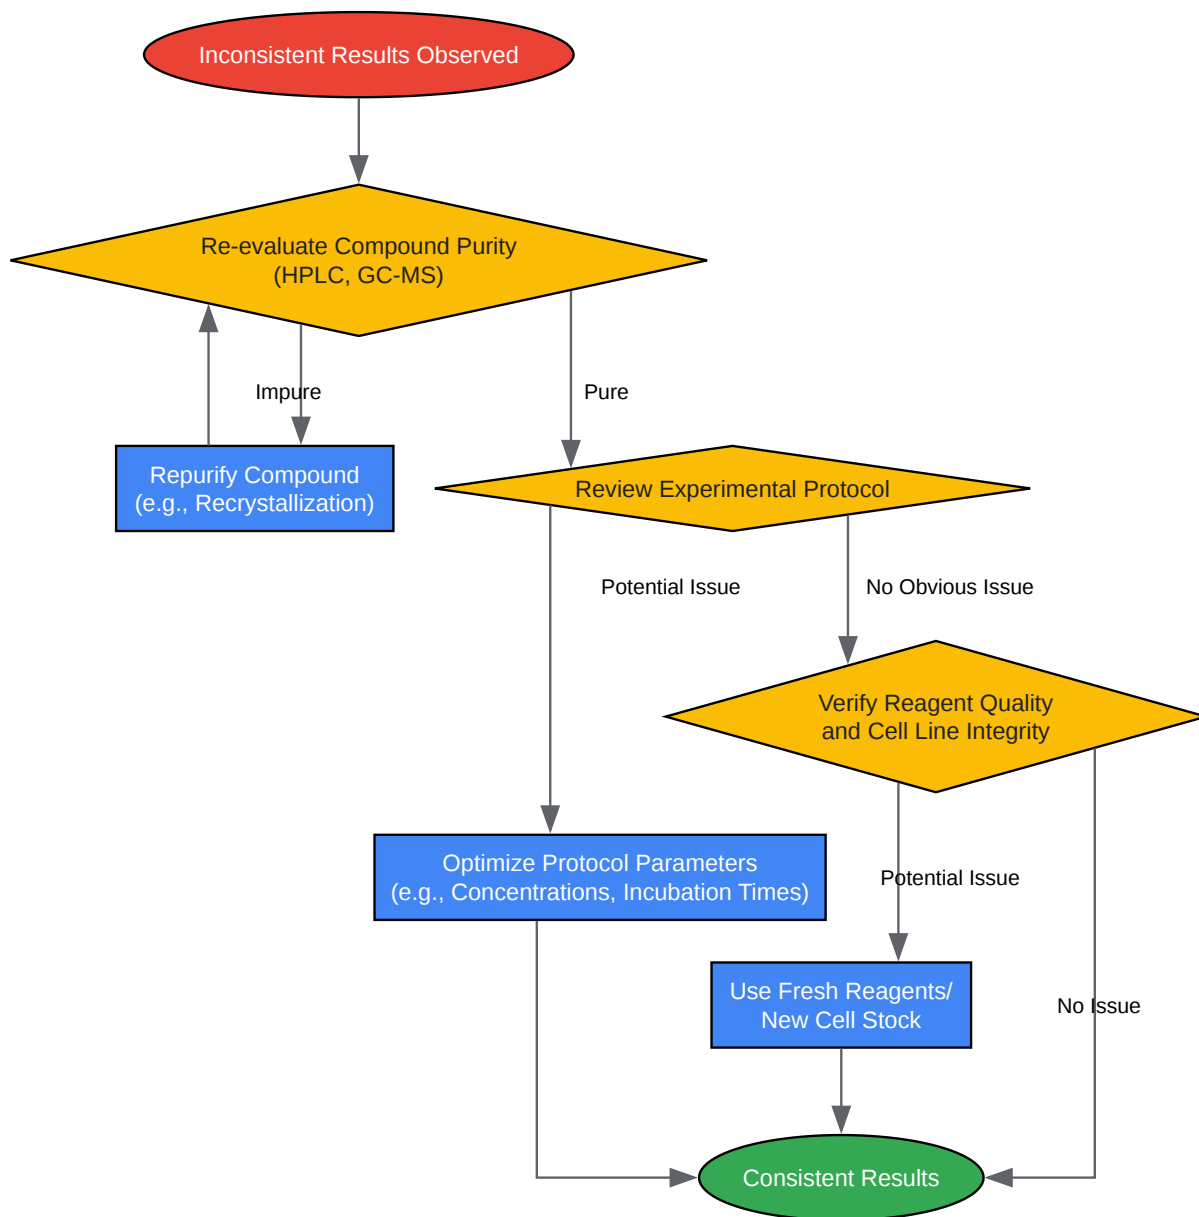 Inconsistent Results Observed
Re-evaluate Compound Purity
(HPLC, GC-MS)
Impure
Pure
Repurify Compound
(e.g., Recrystallization)
Review Experimental Protocol
Potential Issue
No Obvious Issue
Verify Reagent Quality
and Cell Line Integrity
Optimize Protocol Parameters
(e.g., Concentrations, Incubation Times)
Potential Issue
Use Fresh Reagents/
New Cell Stock
No Issue
Consistent Results